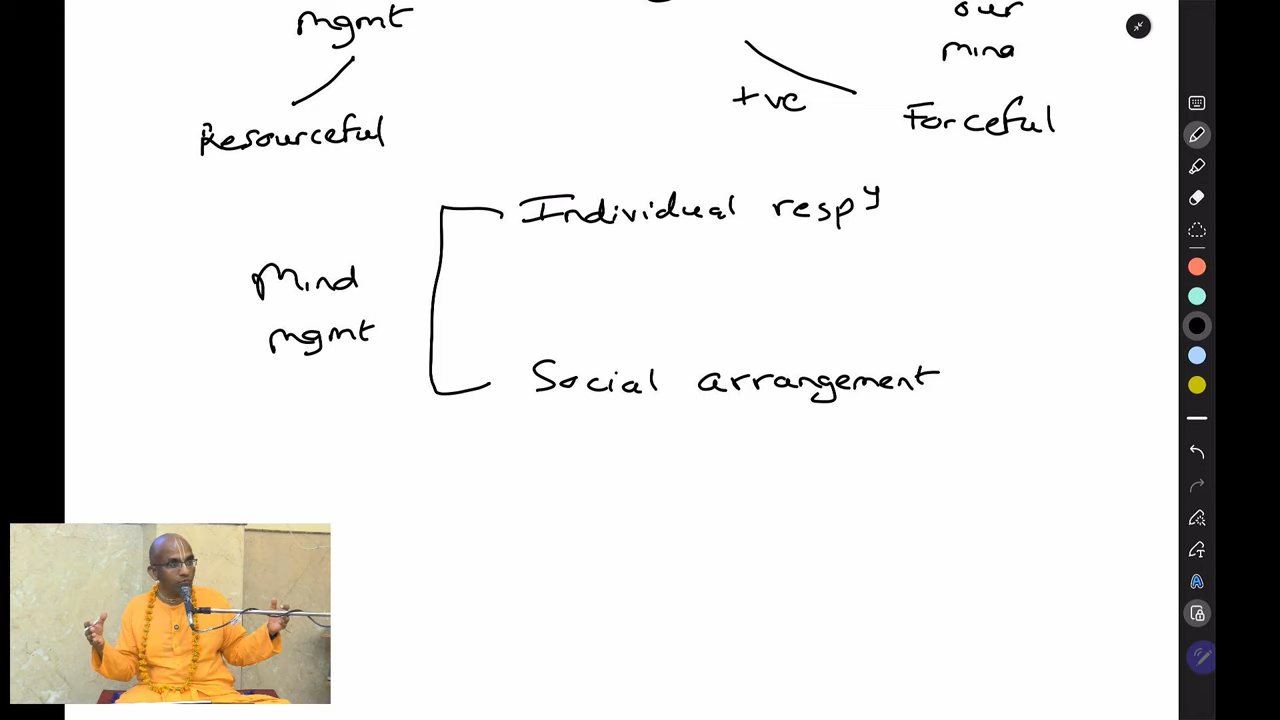 mgmt
our
mind
+ve
Forceful
Resourceful
Individual respy
Mind
mgmt
Social arrangement